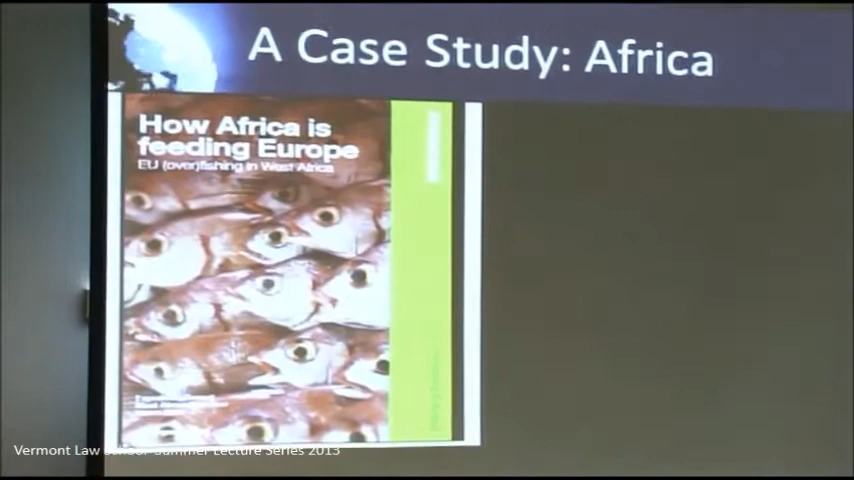 A Case Study: Africa
How Africa is
feeding Europe
EU (over)fishing in West Africa
Vermont Law School Summer Lecture Series 2013